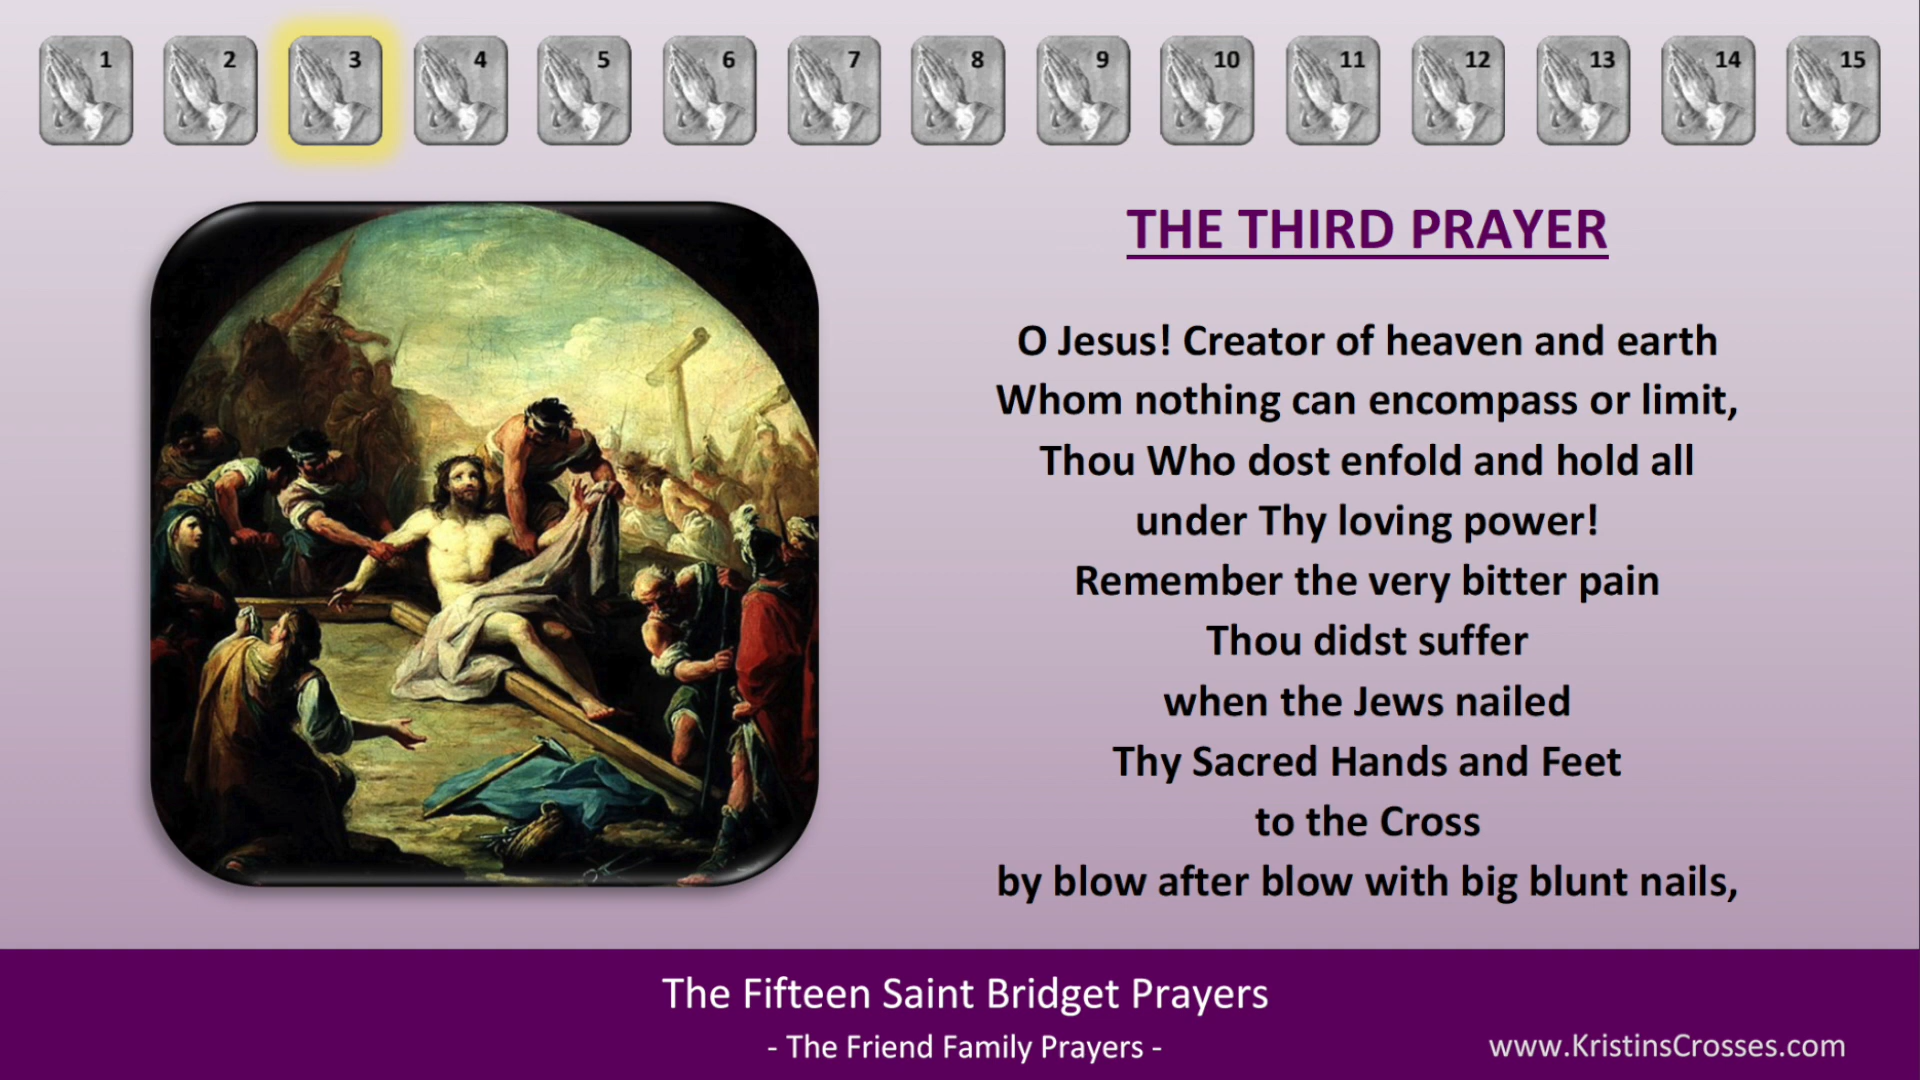 1 2 3 4 5 6 7 8 9 10 11 12 13 14 15
THE THIRD PRAYER
O Jesus! Creator of heaven and earth
Whom nothing can encompass or limit,
Thou Who dost enfold and hold all
under Thy loving power!
Remember the very bitter pain
Thou didst suffer
when the Jews nailed
Thy Sacred Hands and Feet
to the Cross
by blow after blow with big blunt nails,
The Fifteen Saint Bridget Prayers
- The Friend Family Prayers -
www.KristinsCrosses.com